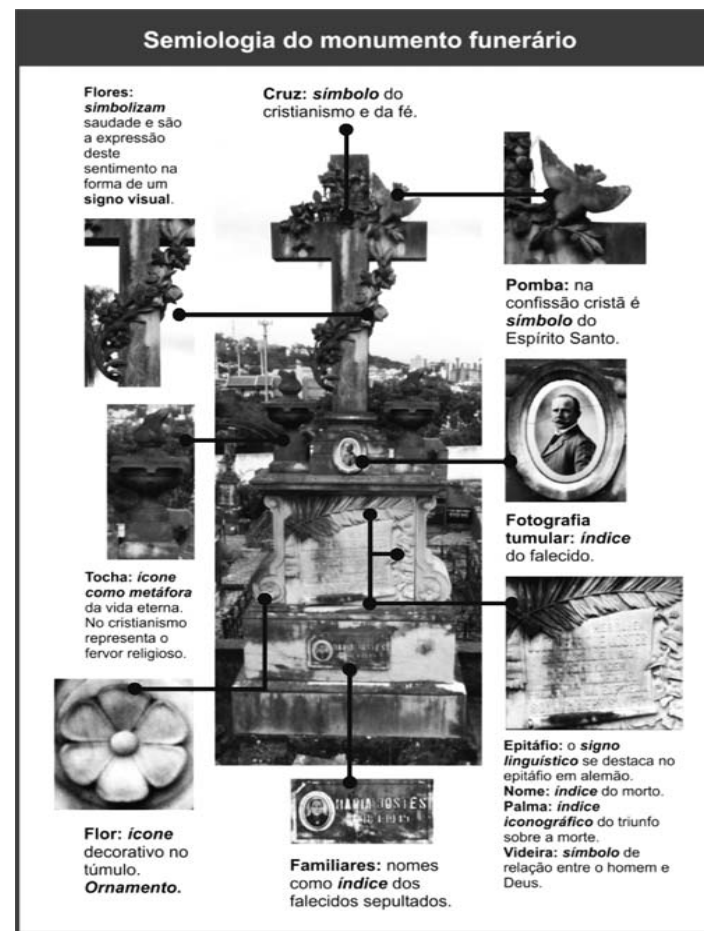 Semiologia do monumento funerário
Flores:
simbolizam
saudade e são
a expressão
deste
sentimento na
forma de um
signo visual.
Cruz: símbolo do
cristianismo e da fé.
Pomba: na
confissão cristã é
símbolo do
Espírito Santo.
Fotografia
tumular: índice
do falecido.
Tocha: ícone
como metáfora
da vida eterna.
No cristianismo
representa o
fervor religioso.
Epitáfio: o signo
linguístico se destaca no
epitáfio em alemão.
Nome: índice do morto.
Palma: índice
iconográfico do triunfo
sobre a morte.
Videira: símbolo de
relação entre o homem e
Deus.
Flor: ícone
decorativo no
túmulo.
Ornamento.
MARIA JOSTES
Familiares: nomes
como índice dos
falecidos sepultados.